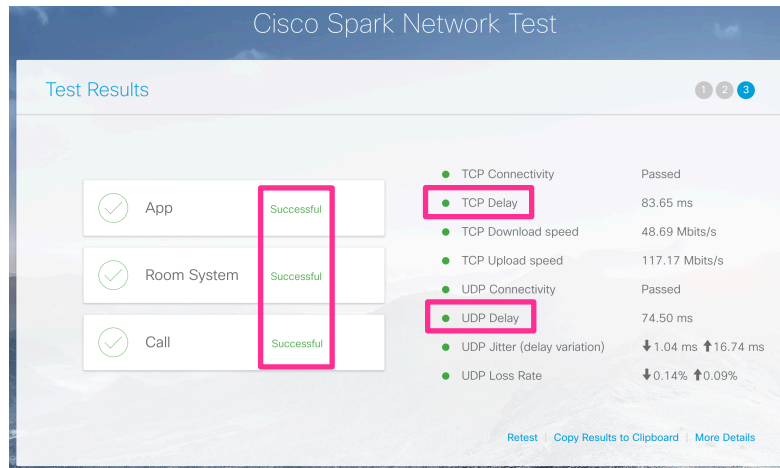 Cisco Spark Network Test
Test Results
1 2 3
App Successful
Room System Successful
Call Successful
TCP Connectivity Passed
TCP Delay 83.65 ms
TCP Download speed 48.69 Mbits/s
TCP Upload speed 117.17 Mbits/s
UDP Connectivity Passed
UDP Delay 74.50 ms
UDP Jitter (delay variation) ⬇1.04 ms ⬆16.74 ms
UDP Loss Rate ⬇0.14% ⬆0.09%
Retest | Copy Results to Clipboard | More Details